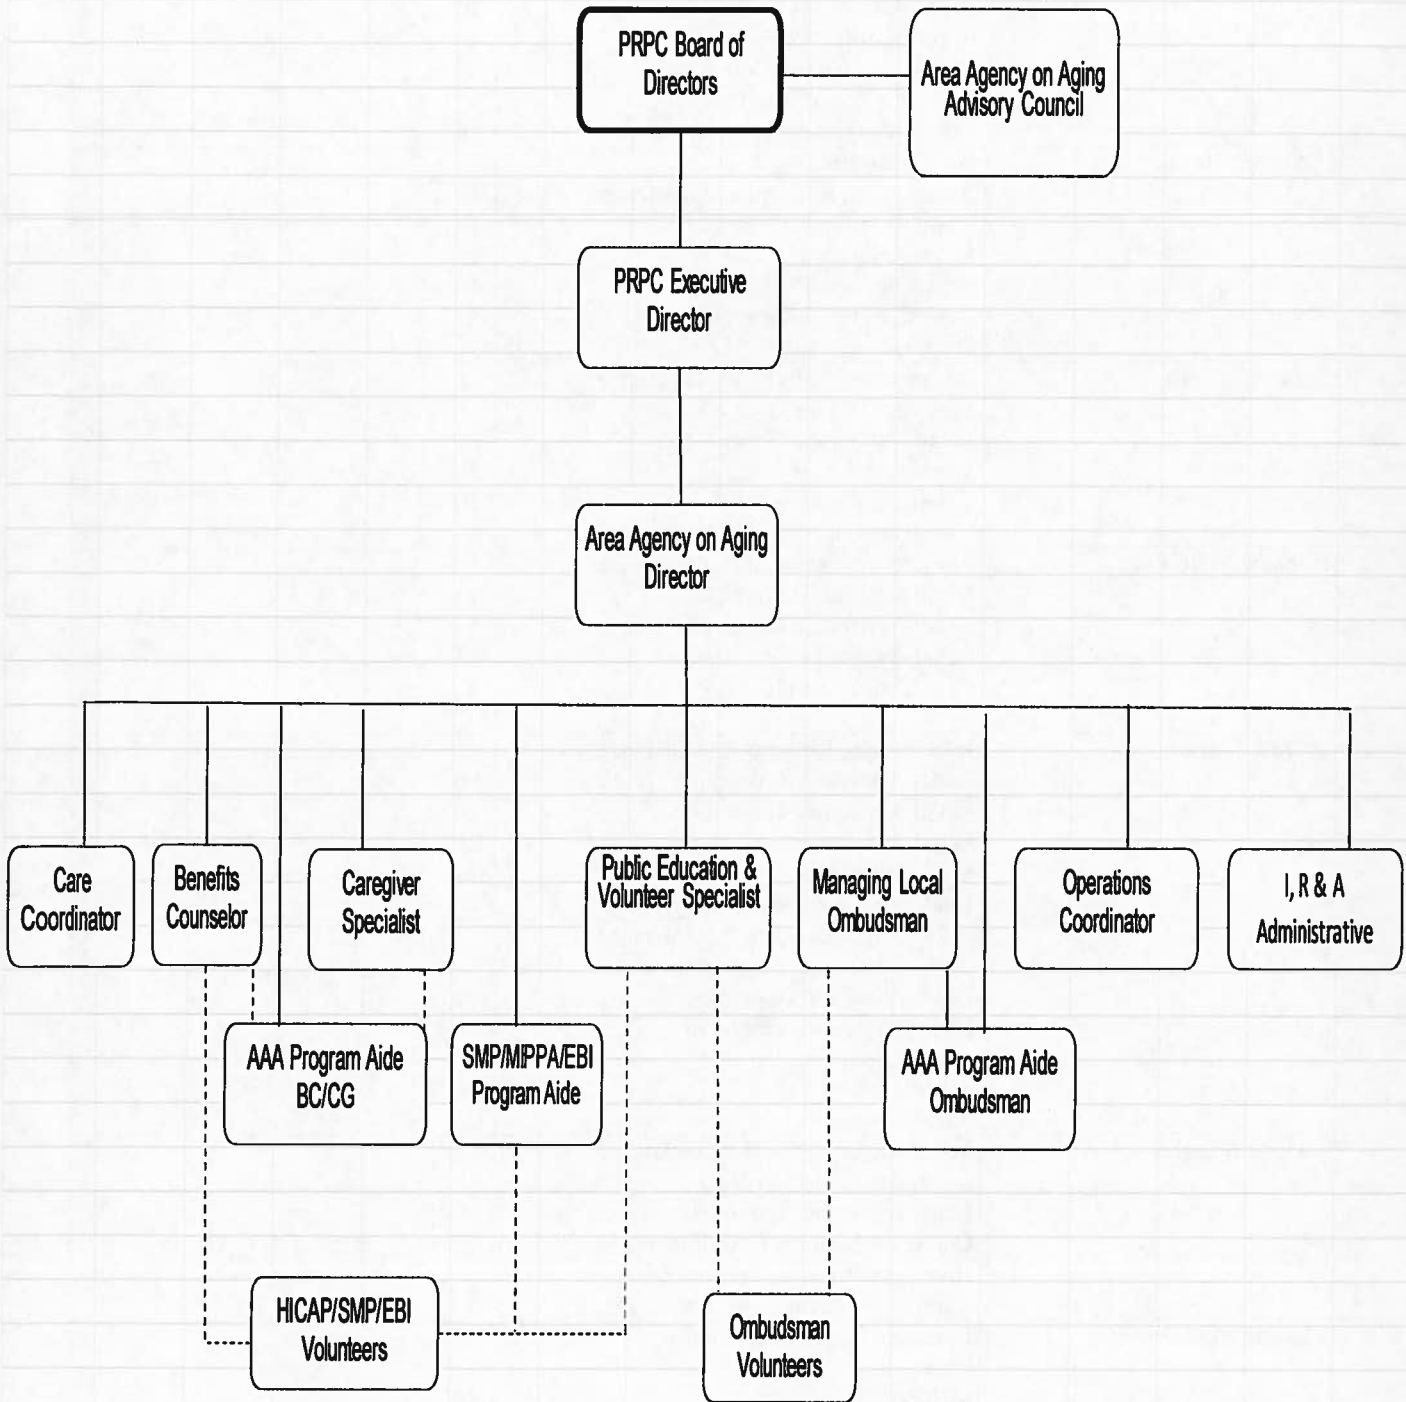 PRPC Board of
Directors
Area Agency on Aging
Advisory Council
PRPC Executive
Director
Area Agency on Aging
Director
Care
Coordinator
Benefits
Counselor
Caregiver
Specialist
Public Education &
Volunteer Specialist
Managing Local
Ombudsman
Operations
Coordinator
I, R & A
Administrative
AAA Program Aide
BC/CG
SMP/MIPPA/EBI
Program Aide
AAA Program Aide
Ombudsman
HICAP/SMP/EBI
Volunteers
Ombudsman
Volunteers